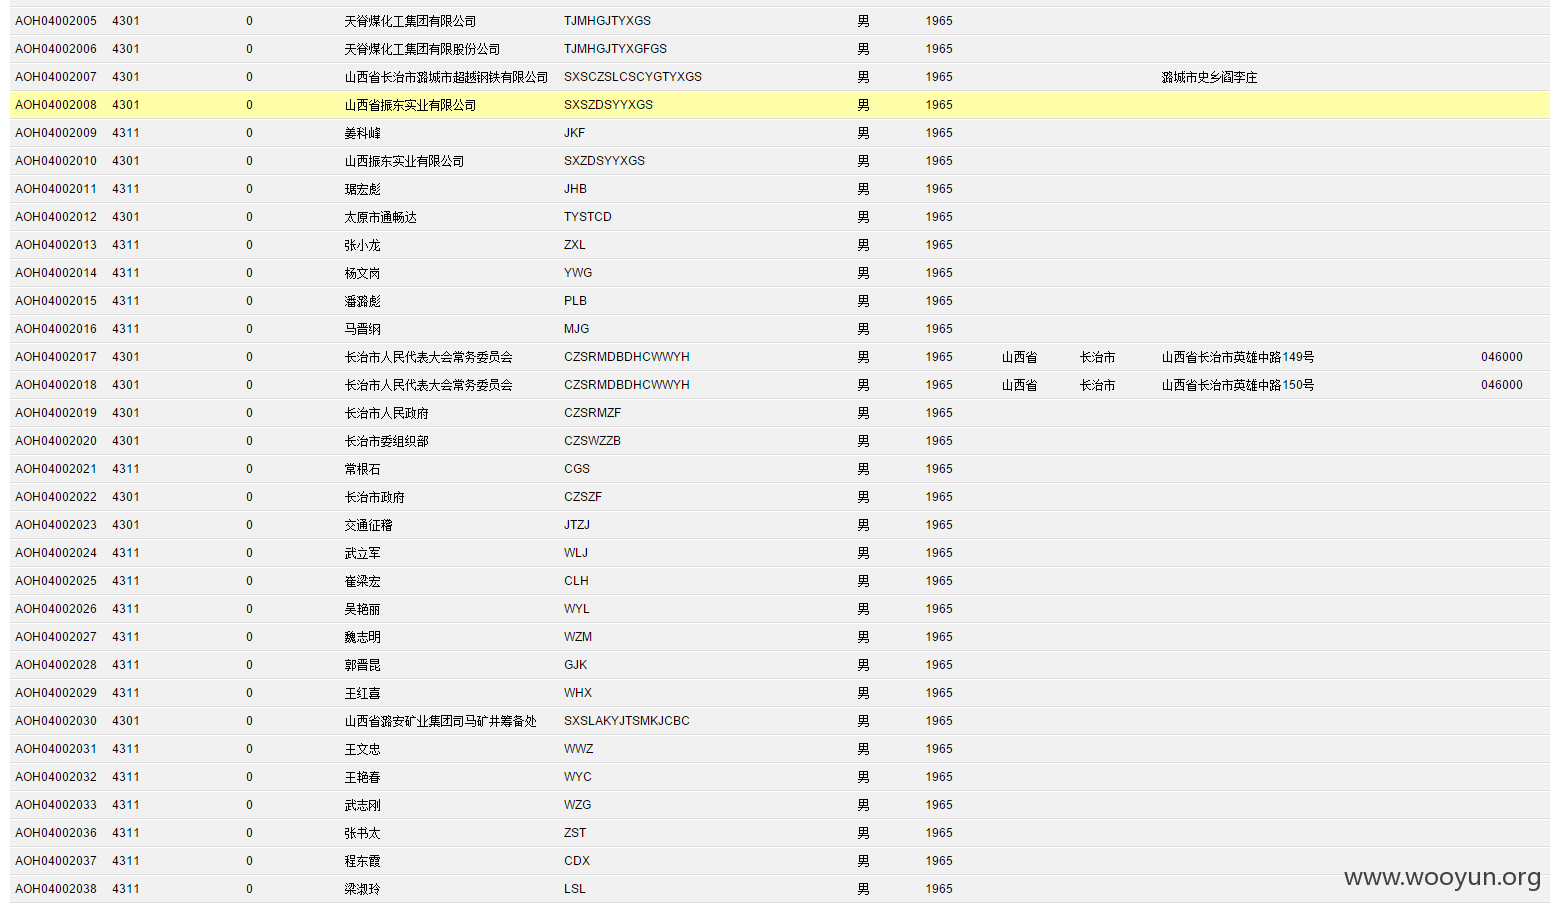 AOH04002005 4301 0 天脊煤化工集团有限公司 TJMHGJTYXGS 男 1965
AOH04002006 4301 0 天脊煤化工集团有限股份公司 TJMHGJTYXGFGS 男 1965
AOH04002007 4301 0 山西省长治市潞城市超越钢铁有限公司 SXSCZSLCSCYGTYXGS 男 1965 潞城市史乡阎李庄
AOH04002008 4301 0 山西省振东实业有限公司 SXSZDSYYXGS 男 1965
AOH04002009 4311 0 姜科峰 JKF 男 1965
AOH04002010 4301 0 山西振东实业有限公司 SXZDSYYXGS 男 1965
AOH04002011 4311 0 琚宏彪 JHB 男 1965
AOH04002012 4301 0 太原市通畅达 TYSTCD 男 1965
AOH04002013 4311 0 张小龙 ZXL 男 1965
AOH04002014 4311 0 杨文岗 YWG 男 1965
AOH04002015 4311 0 潘潞彪 PLB 男 1965
AOH04002016 4311 0 马晋纲 MJG 男 1965
AOH04002017 4301 0 长治市人民代表大会常务委员会 CZSRMDBDHCWWYH 男 1965 山西省 长治市 山西省长治市英雄中路149号 046000
AOH04002018 4301 0 长治市人民代表大会常务委员会 CZSRMDBDHCWWYH 男 1965 山西省 长治市 山西省长治市英雄中路150号 046000
AOH04002019 4301 0 长治市人民政府 CZSRMZF 男 1965
AOH04002020 4301 0 长治市委组织部 CZSWZZB 男 1965
AOH04002021 4311 0 常根石 CGS 男 1965
AOH04002022 4301 0 长治市政府 CZSZF 男 1965
AOH04002023 4301 0 交通征稽 JTZJ 男 1965
AOH04002024 4311 0 武立军 WLJ 男 1965
AOH04002025 4311 0 崔梁宏 CLH 男 1965
AOH04002026 4311 0 吴艳丽 WYL 男 1965
AOH04002027 4311 0 魏志明 WZM 男 1965
AOH04002028 4311 0 郭晋昆 GJK 男 1965
AOH04002029 4311 0 王红喜 WHX 男 1965
AOH04002030 4301 0 山西省潞安矿业集团司马矿井筹备处 SXSLAKYJTSMKJCBC 男 1965
AOH04002031 4311 0 王文忠 WWZ 男 1965
AOH04002032 4311 0 王艳春 WYC 男 1965
AOH04002033 4311 0 武志刚 WZG 男 1965
AOH04002036 4311 0 张书太 ZST 男 1965
AOH04002037 4311 0 程东霞 CDX 男 1965
AOH04002038 4311 0 梁淑玲 LSL 男 1965
www.wooyun.org